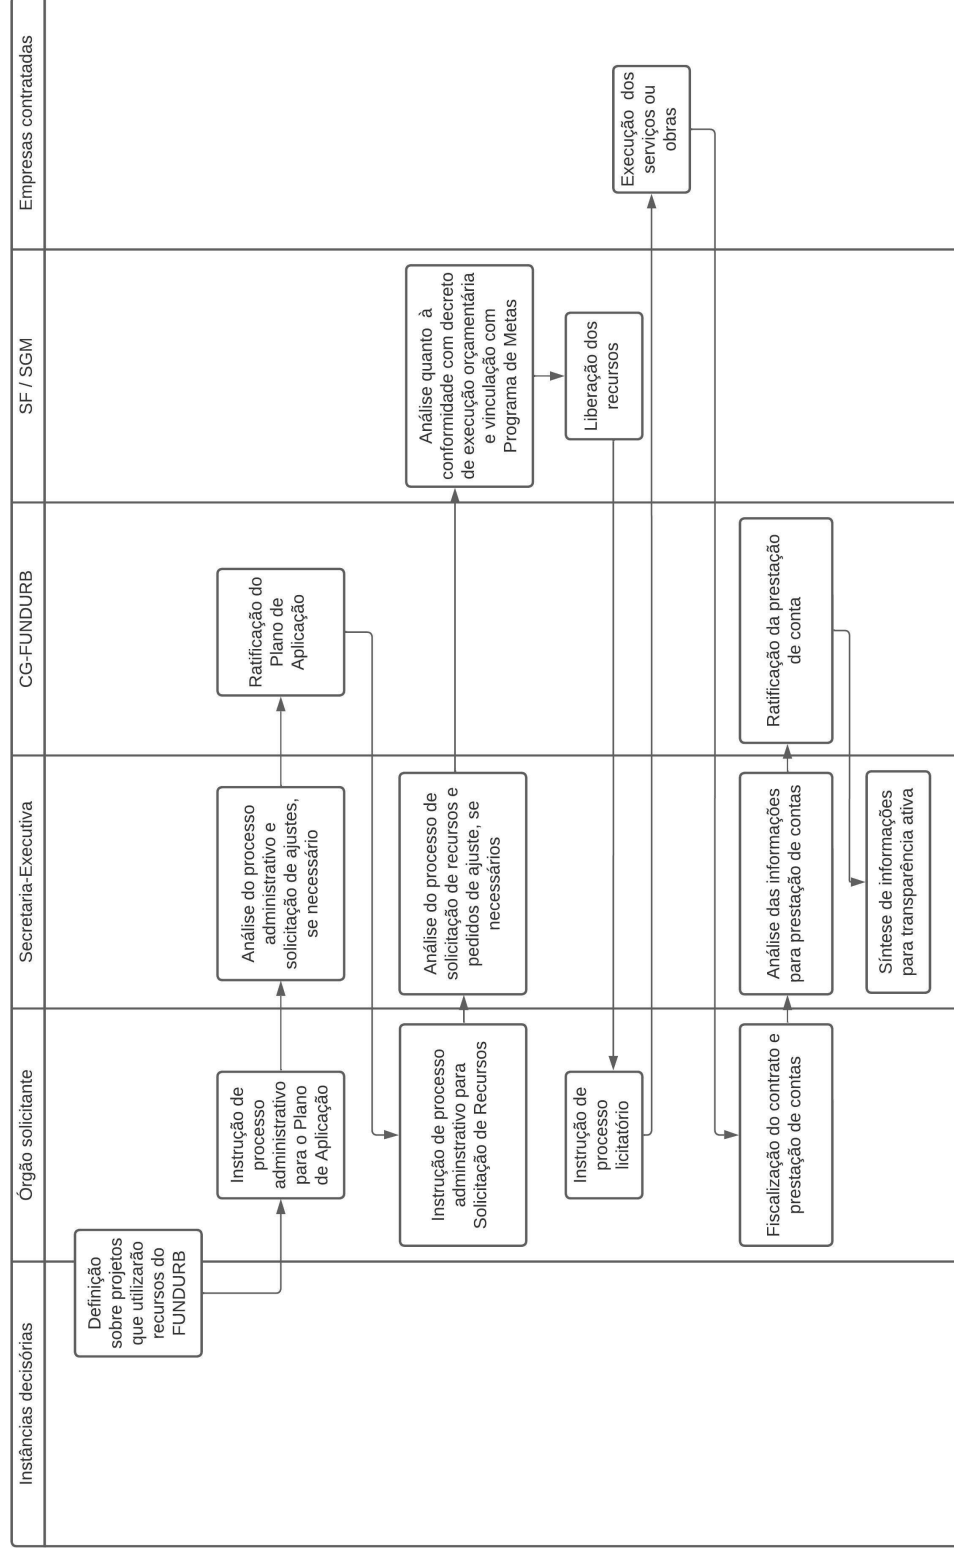 Instâncias decisórias
Órgão solicitante
Secretaria-Executiva
CG-FUNDURB
SF / SGM
Empresas contratadas
Definição
sobre projetos
que utilizarão
recursos do
FUNDURB
Instrução de
processo
administrativo
para o Plano
de Aplicação
Análise do processo
administrativo e
solicitação de ajustes,
se necessário
Ratificação do
Plano de
Aplicação
Instrução de processo
adminstrativo para
Solicitação de Recursos
Análise do processo de
solicitação de recursos e
pedidos de ajuste, se
necessários
Análise quanto à
conformidade com decreto
de execução orçamentária
e vinculação com
Programa de Metas
Liberação dos
recursos
Instrução de
processo
licitatório
Execução dos
serviços ou
obras
Fiscalização do contrato e
prestação de contas
Análise das informações
para prestação de contas
Ratificação da prestação
de conta
Síntese de informações
para transparência ativa